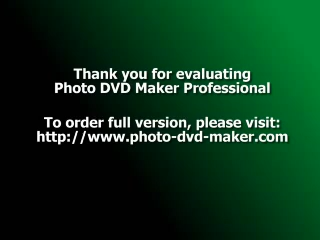 Thank you for evaluating
Photo DVD Maker Professional
To order full version, please visit:
http://www.photo-dvd-maker.com